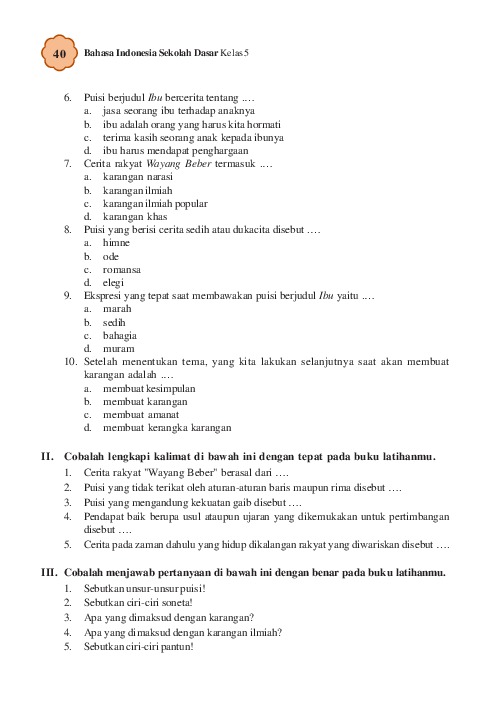 40 Bahasa Indonesia Sekolah Dasar Kelas 5
6. Puisi berjudul Ibu bercerita tentang ....
a. jasa seorang ibu terhadap anaknya
b. ibu adalah orang yang harus kita hormati
c. terima kasih seorang anak kepada ibunya
d. ibu harus mendapat penghargaan
7. Cerita rakyat Wayang Beber termasuk ....
a. karangan narasi
b. karangan ilmiah
c. karangan ilmiah popular
d. karangan khas
8. Puisi yang berisi cerita sedih atau dukacita disebut ....
a. himne
b. ode
c. romansa
d. elegi
9. Ekspresi yang tepat saat membawakan puisi berjudul Ibu yaitu ....
a. marah
b. sedih
c. bahagia
d. muram
10. Setelah menentukan tema, yang kita lakukan selanjutnya saat akan membuat
karangan adalah ....
a. membuat kesimpulan
b. membuat karangan
c. membuat amanat
d. membuat kerangka karangan
II. Cobalah lengkapi kalimat di bawah ini dengan tepat pada buku latihanmu.
1. Cerita rakyat "Wayang Beber" berasal dari ....
2. Puisi yang tidak terikat oleh aturan-aturan baris maupun rima disebut ....
3. Puisi yang mengandung kekuatan gaib disebut ....
4. Pendapat baik berupa usul ataupun ujaran yang dikemukakan untuk pertimbangan
disebut ....
5. Cerita pada zaman dahulu yang hidup dikalangan rakyat yang diwariskan disebut ....
III. Cobalah menjawab pertanyaan di bawah ini dengan benar pada buku latihanmu.
1. Sebutkan unsur-unsur puisi!
2. Sebutkan ciri-ciri soneta!
3. Apa yang dimaksud dengan karangan?
4. Apa yang dimaksud dengan karangan ilmiah?
5. Sebutkan ciri-ciri pantun!